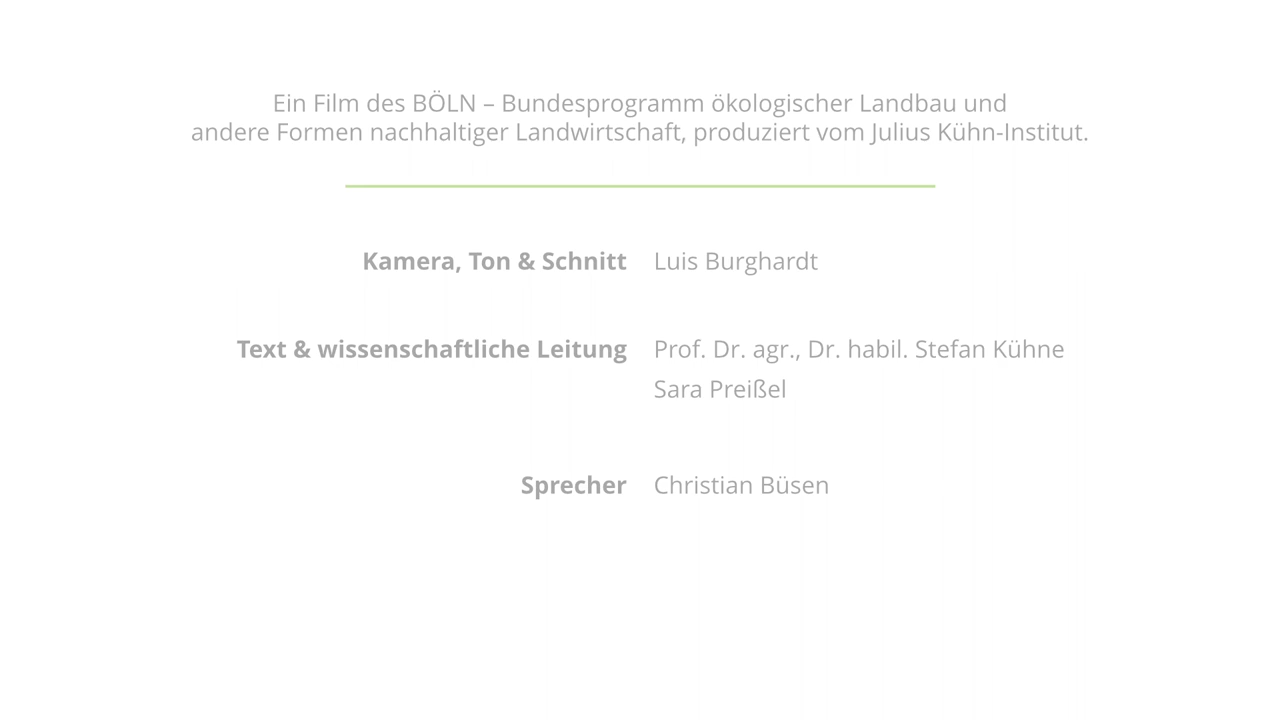 Ein Film des BÖLN – Bundesprogramm ökologischer Landbau und
andere Formen nachhaltiger Landwirtschaft, produziert vom Julius Kühn-Institut.
Kamera, Ton & Schnitt Luis Burghardt
Text & wissenschaftliche Leitung Prof. Dr. agr., Dr. habil. Stefan Kühne
Sara Preißel
Sprecher Christian Büsen